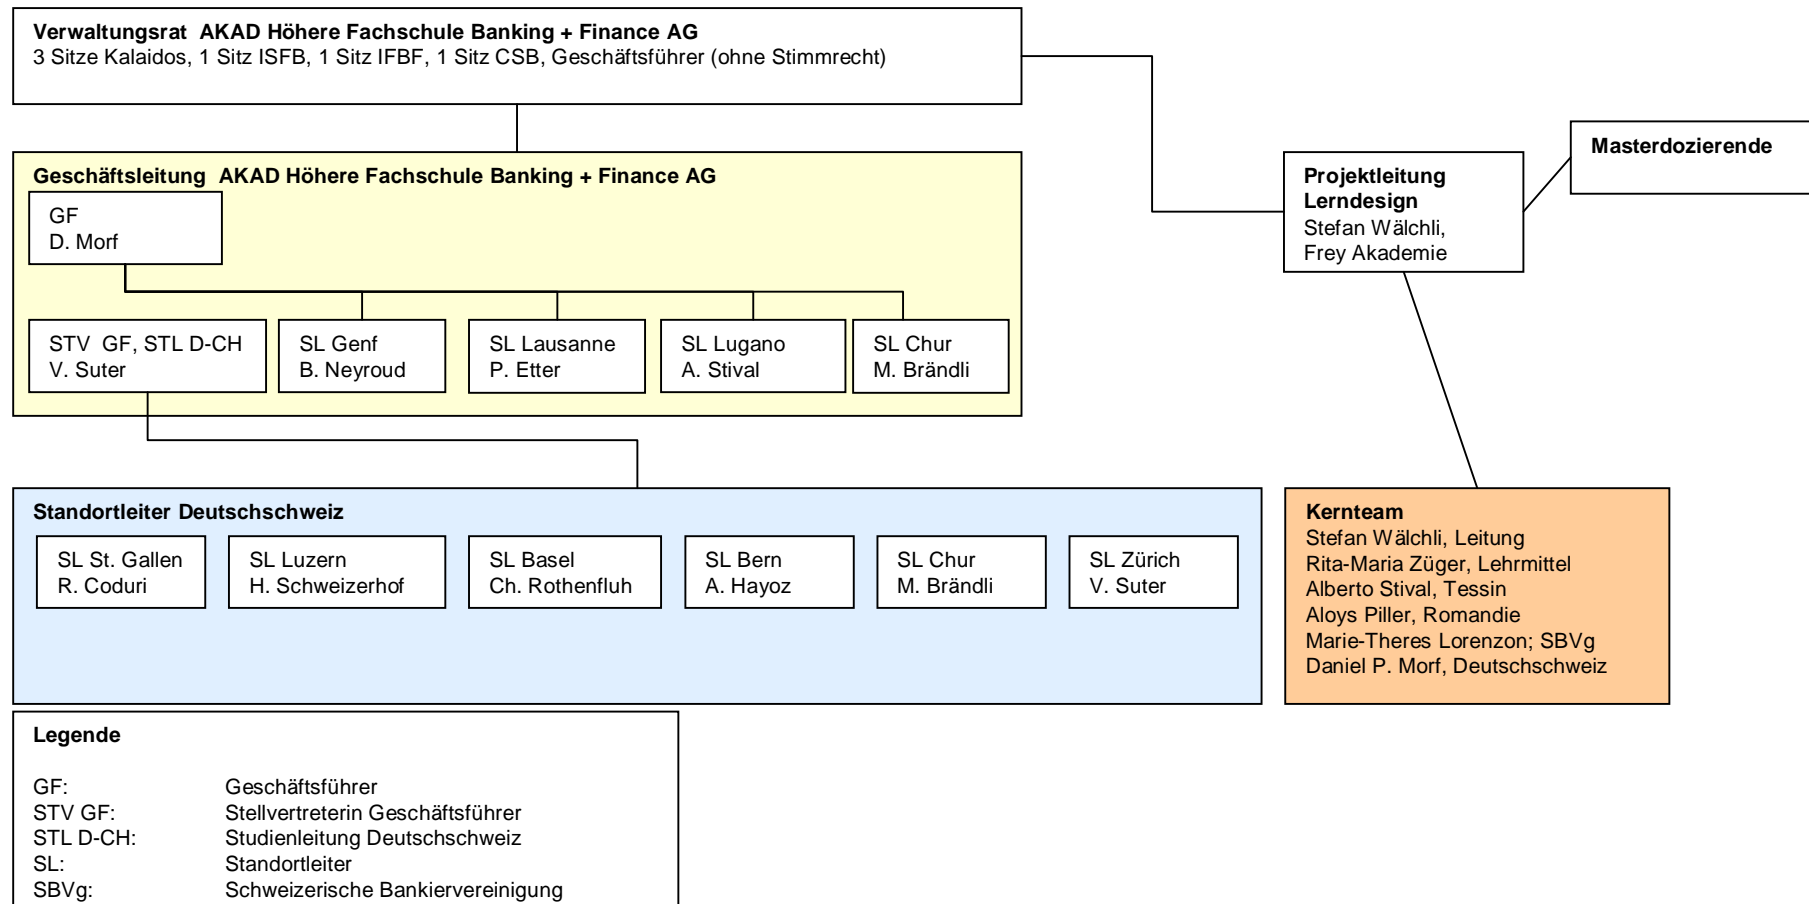 Verwaltungsrat AKAD Höhere Fachschule Banking + Finance AG
3 Sitze Kalaidos, 1 Sitz ISFB, 1 Sitz IFBF, 1 Sitz CSB, Geschäftsführer (ohne Stimmrecht)
Masterdozierende
Projektleitung
Lerndesign
Stefan Wälchli,
Frey Akademie
Geschäftsleitung AKAD Höhere Fachschule Banking + Finance AG
GF
D. Morf
STV GF, STL D-CH
V. Suter
SL Genf
B. Neyroud
SL Lausanne
P. Etter
SL Lugano
A. Stival
SL Chur
M. Brändli
Standortleiter Deutschschweiz
SL St. Gallen
R. Coduri
SL Luzern
H. Schweizerhof
SL Basel
Ch. Rothenfluh
SL Bern
A. Hayoz
SL Chur
M. Brändli
SL Zürich
V. Suter
Kernteam
Stefan Wälchli, Leitung
Rita-Maria Züger, Lehrmittel
Alberto Stival, Tessin
Aloys Piller, Romandie
Marie-Theres Lorenzon; SBVg
Daniel P. Morf, Deutschschweiz
Legende
GF: Geschäftsführer
STV GF: Stellvertreterin Geschäftsführer
STL D-CH: Studienleitung Deutschschweiz
SL: Standortleiter
SBVg: Schweizerische Bankiervereinigung